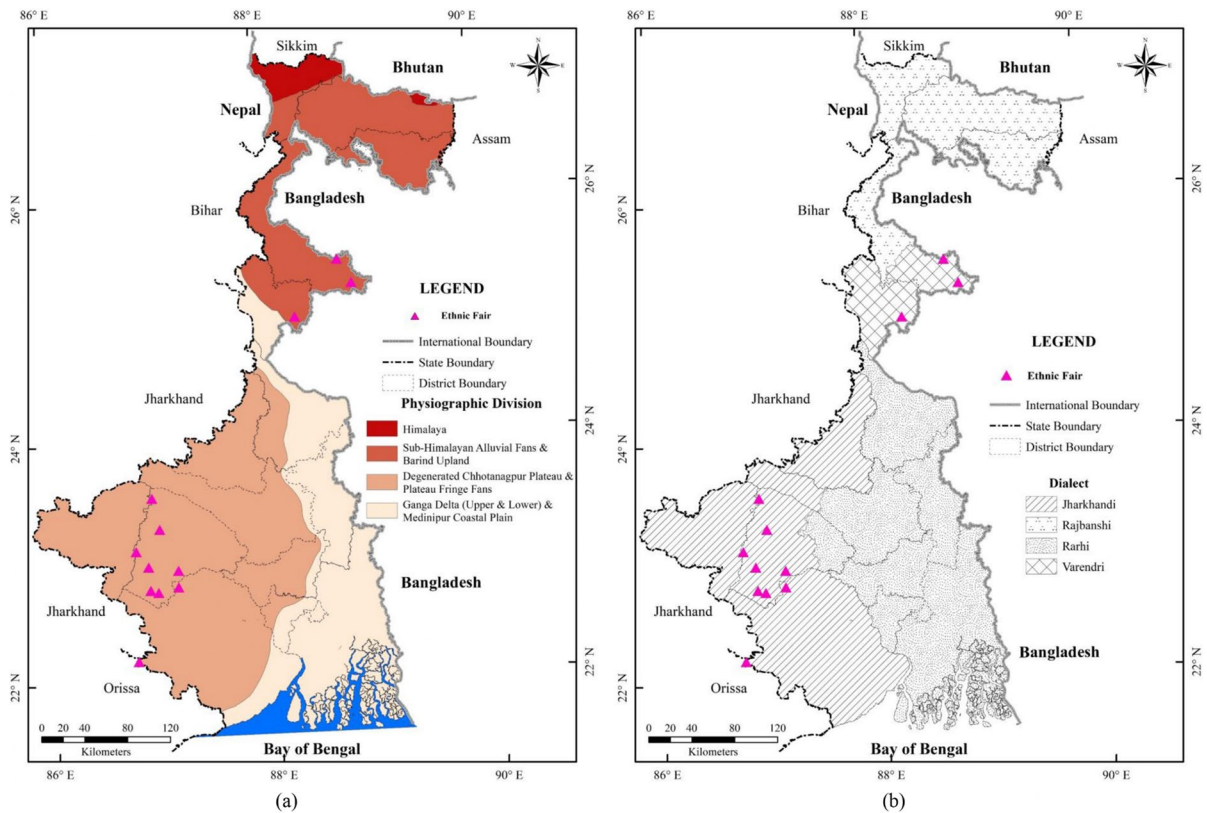 86° E
88° E
90° E
N
W
E
S
Sikkim
Bhutan
Nepal
Assam
26° N
26° N
Bangladesh
Bihar
LEGEND
Ethnic Fair
International Boundary
State Boundary
District Boundary
Physiographic Division
Himalaya
Sub-Himalayan Alluvial Fans &
Barind Upland
Degenerated Chhotanagpur Plateau &
Plateau Fringe Fans
Ganga Delta (Upper & Lower) &
Medinipur Coastal Plain
Jharkhand
24° N
24° N
Bangladesh
Jharkhand
Orissa
22° N
22° N
0 20 40 80 120
Kilometers
Bay of Bengal
86° E
88° E
90° E
(a)
86° E
88° E
90° E
N
W
E
S
Sikkim
Bhutan
Nepal
Assam
26° N
26° N
Bangladesh
Bihar
LEGEND
Ethnic Fair
International Boundary
State Boundary
District Boundary
Dialect
Jharkhandi
Rajbanshi
Rarhi
Varendri
Jharkhand
24° N
24° N
Jharkhand
Bangladesh
Orissa
22° N
22° N
0 20 40 80 120
Kilometers
Bay of Bengal
86° E
88° E
90° E
(b)